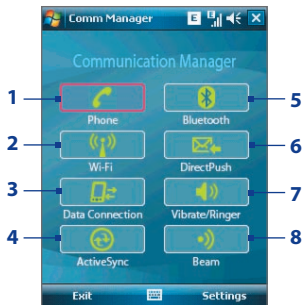 Comm Manager E E
Communication Manager
1 5
Phone Bluetooth
2 6
Wi-Fi DirectPush
3 7
Data Connection Vibrate/Ringer
4 8
ActiveSync Beam
Exit Settings